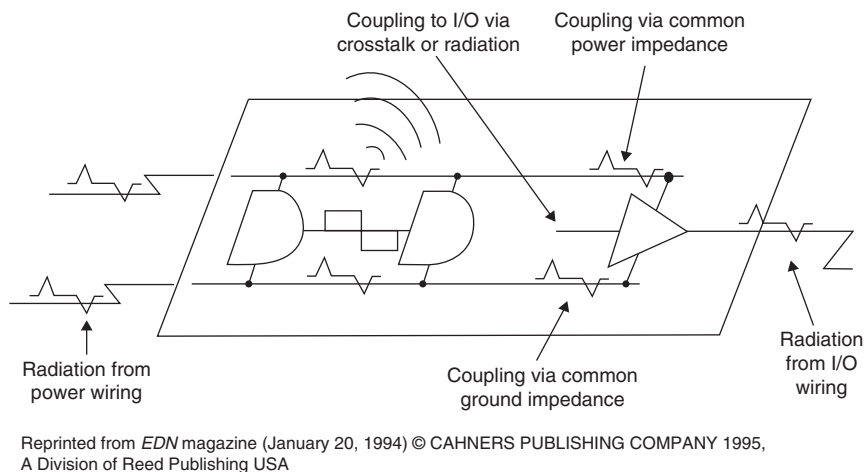 Coupling to I/O via
crosstalk or radiation
Coupling via common
power impedance
Radiation from
power wiring
Coupling via common
ground impedance
Radiation
from I/O
wiring
Reprinted from EDN magazine (January 20, 1994) © CAHNERS PUBLISHING COMPANY 1995,
A Division of Reed Publishing USA